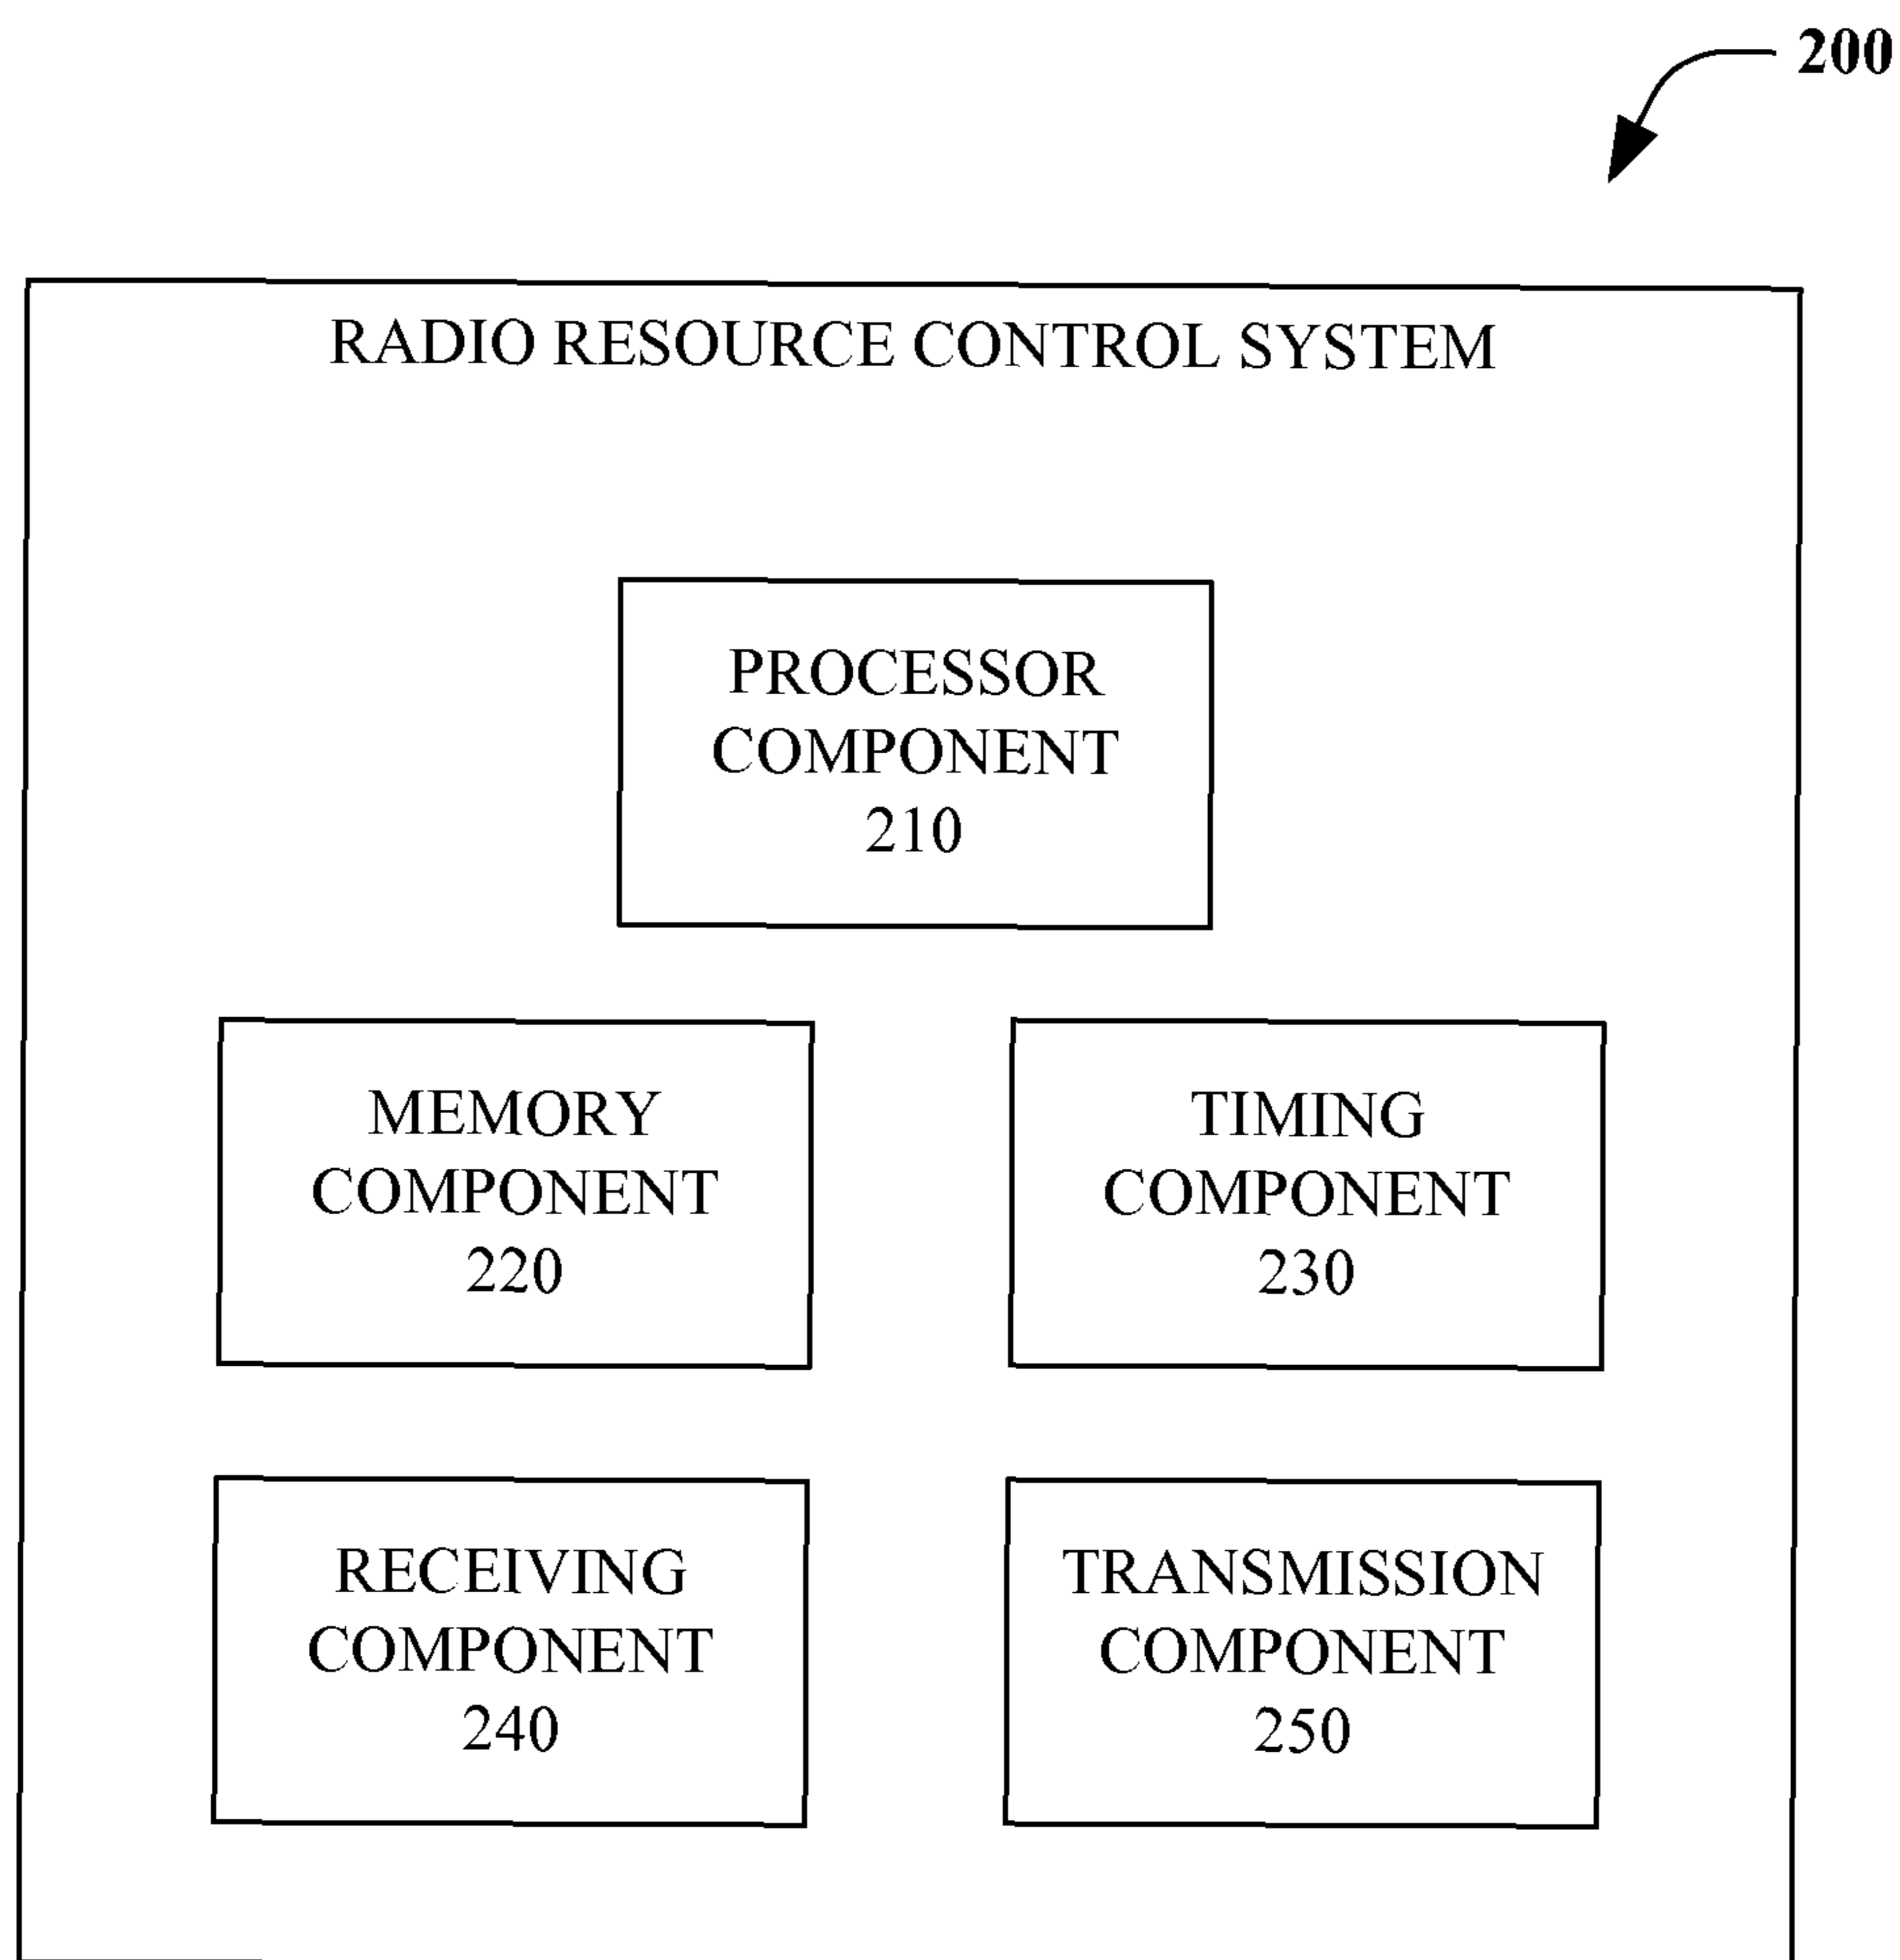 200
RADIO RESOURCE CONTROL SYSTEM
PROCESSOR
COMPONENT
210
MEMORY
COMPONENT
220
TIMING
COMPONENT
230
RECEIVING
COMPONENT
240
TRANSMISSION
COMPONENT
250